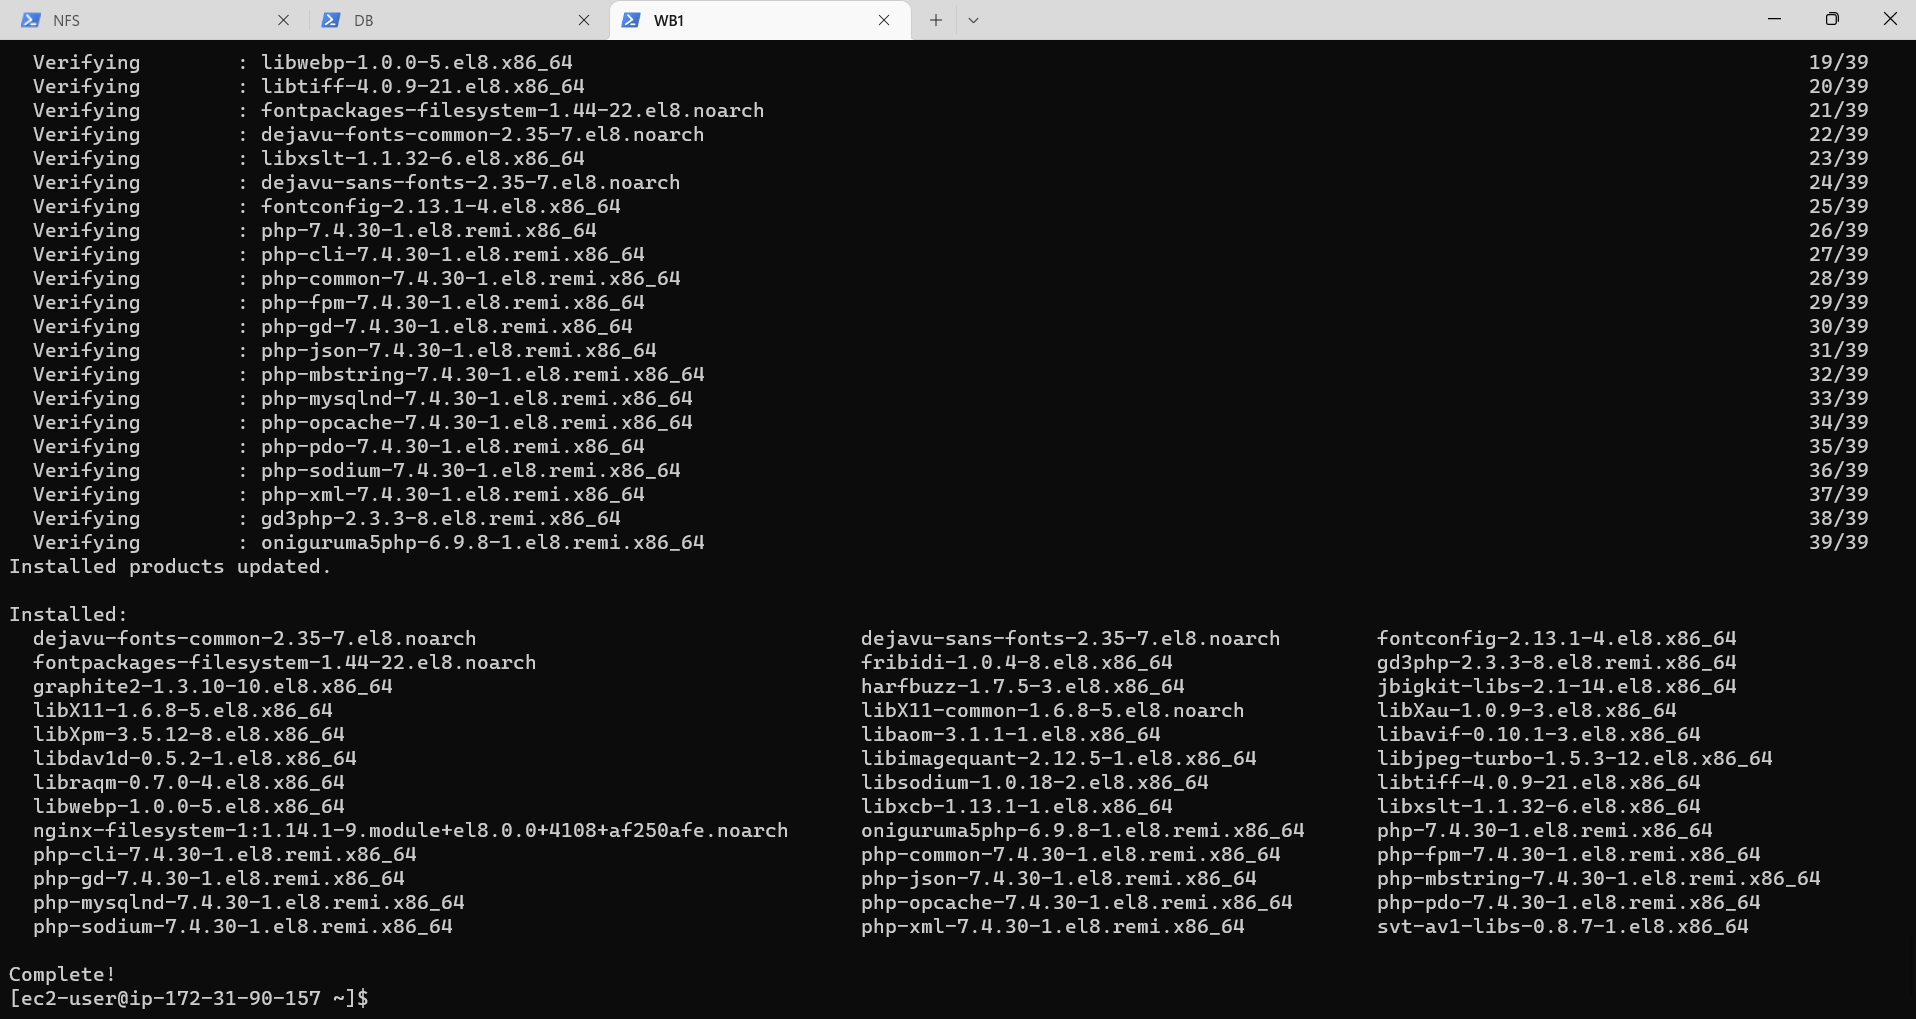 NFS DB WB1
Verifying : libwebp-1.0.0-5.el8.x86_64 19/39
Verifying : libtiff-4.0.9-21.el8.x86_64 20/39
Verifying : fontpackages-filesystem-1.44-22.el8.noarch 21/39
Verifying : dejavu-fonts-common-2.35-7.el8.noarch 22/39
Verifying : libxslt-1.1.32-6.el8.x86_64 23/39
Verifying : dejavu-sans-fonts-2.35-7.el8.noarch 24/39
Verifying : fontconfig-2.13.1-4.el8.x86_64 25/39
Verifying : php-7.4.30-1.el8.remi.x86_64 26/39
Verifying : php-cli-7.4.30-1.el8.remi.x86_64 27/39
Verifying : php-common-7.4.30-1.el8.remi.x86_64 28/39
Verifying : php-fpm-7.4.30-1.el8.remi.x86_64 29/39
Verifying : php-gd-7.4.30-1.el8.remi.x86_64 30/39
Verifying : php-json-7.4.30-1.el8.remi.x86_64 31/39
Verifying : php-mbstring-7.4.30-1.el8.remi.x86_64 32/39
Verifying : php-mysqlnd-7.4.30-1.el8.remi.x86_64 33/39
Verifying : php-opcache-7.4.30-1.el8.remi.x86_64 34/39
Verifying : php-pdo-7.4.30-1.el8.remi.x86_64 35/39
Verifying : php-sodium-7.4.30-1.el8.remi.x86_64 36/39
Verifying : php-xml-7.4.30-1.el8.remi.x86_64 37/39
Verifying : gd3php-2.3.3-8.el8.remi.x86_64 38/39
Verifying : oniguruma5php-6.9.8-1.el8.remi.x86_64 39/39
Installed products updated.
Installed:
dejavu-fonts-common-2.35-7.el8.noarch dejavu-sans-fonts-2.35-7.el8.noarch fontconfig-2.13.1-4.el8.x86_64
fontpackages-filesystem-1.44-22.el8.noarch fribidi-1.0.4-8.el8.x86_64 gd3php-2.3.3-8.el8.remi.x86_64
graphite2-1.3.10-10.el8.x86_64 harfbuzz-1.7.5-3.el8.x86_64 jbigkit-libs-2.1-14.el8.x86_64
libX11-1.6.8-5.el8.x86_64 libX11-common-1.6.8-5.el8.noarch libXau-1.0.9-3.el8.x86_64
libXpm-3.5.12-8.el8.x86_64 libaom-3.1.1-1.el8.x86_64 libavif-0.10.1-3.el8.x86_64
libdav1d-0.5.2-1.el8.x86_64 libimagequant-2.12.5-1.el8.x86_64 libjpeg-turbo-1.5.3-12.el8.x86_64
libraqm-0.7.0-4.el8.x86_64 libsodium-1.0.18-2.el8.x86_64 libtiff-4.0.9-21.el8.x86_64
libwebp-1.0.0-5.el8.x86_64 libxcb-1.13.1-1.el8.x86_64 libxslt-1.1.32-6.el8.x86_64
nginx-filesystem-1:1.14.1-9.module+el8.0.0+4108+af250afe.noarch oniguruma5php-6.9.8-1.el8.remi.x86_64 php-7.4.30-1.el8.remi.x86_64
php-cli-7.4.30-1.el8.remi.x86_64 php-common-7.4.30-1.el8.remi.x86_64 php-fpm-7.4.30-1.el8.remi.x86_64
php-gd-7.4.30-1.el8.remi.x86_64 php-json-7.4.30-1.el8.remi.x86_64 php-mbstring-7.4.30-1.el8.remi.x86_64
php-mysqlnd-7.4.30-1.el8.remi.x86_64 php-opcache-7.4.30-1.el8.remi.x86_64 php-pdo-7.4.30-1.el8.remi.x86_64
php-sodium-7.4.30-1.el8.remi.x86_64 php-xml-7.4.30-1.el8.remi.x86_64 svt-av1-libs-0.8.7-1.el8.x86_64
Complete!
[ec2-user@ip-172-31-90-157 ~]$